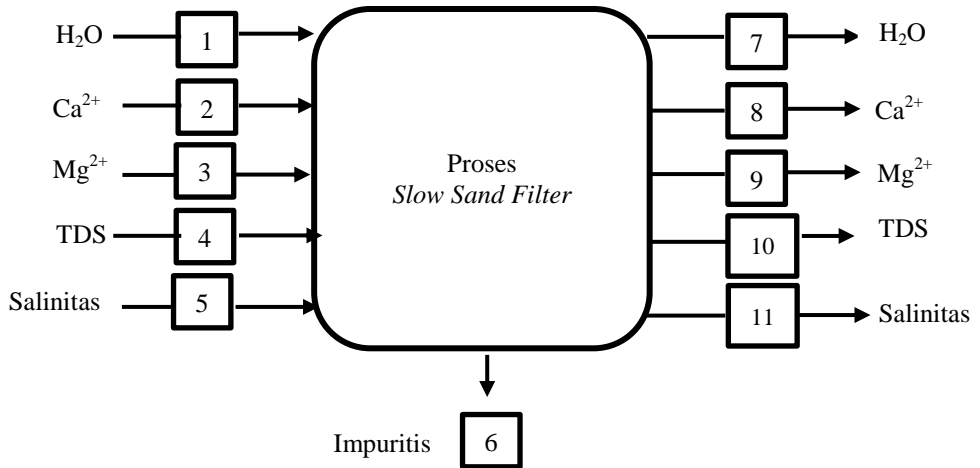 H₂O 1 7 H₂O
Ca²⁺ 2 8 Ca²⁺
Mg²⁺ 3 9 Mg²⁺
Proses
Slow Sand Filter
TDS 4 10 TDS
Salinitas 5 11 Salinitas
Impuritis 6